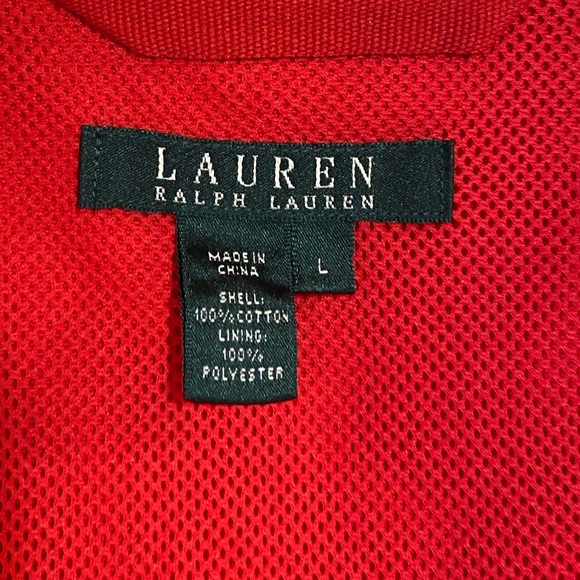 LAUREN
RALPH LAUREN
MADE IN
CHINA
L
SHELL:
100% COTTON
LINING:
100%
POLYESTER